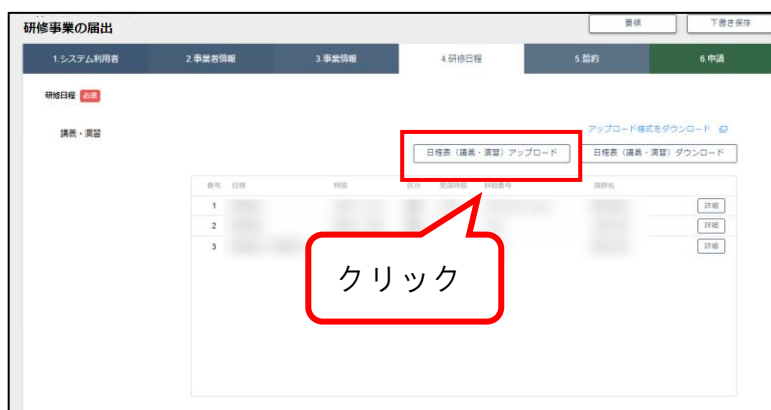 研修事業の届出
要領
下書き保存
1.システム利用者
2.事業者情報
3.事業情報
4.研修日程
5.誓約
6.申請
研修日程 必須
講義・演習
アップロード様式をダウンロード
日程表（講義・演習）アップロード
日程表（講義・演習）ダウンロード
番号 日程 時間 区分 受講時間 科目番号 講師名
1 詳細
2 詳細
3 詳細
クリック